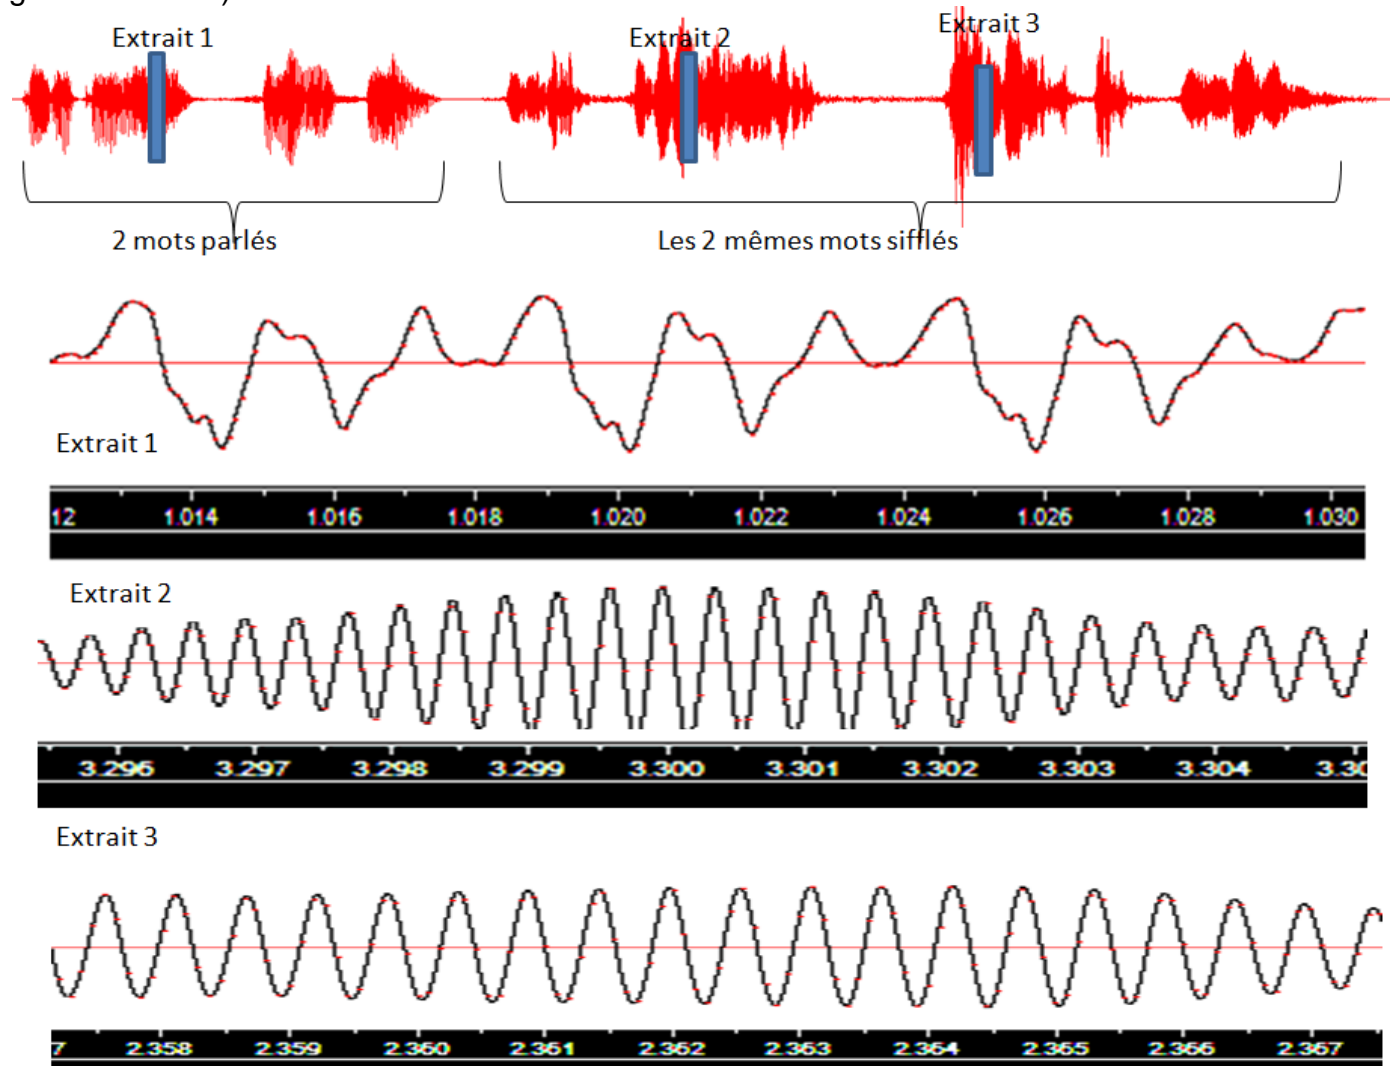 Extrait 1
Extrait 2
Extrait 3
2 mots parlés
Les 2 mêmes mots sifflés
Extrait 1
12 1.014 1.016 1.018 1.020 1.022 1.024 1.026 1.028 1.030
Extrait 2
3.296 3.297 3.298 3.299 3.300 3.301 3.302 3.303 3.304 3.30
Extrait 3
7 2.358 2.359 2.360 2.361 2.362 2.363 2.364 2.365 2.366 2.367